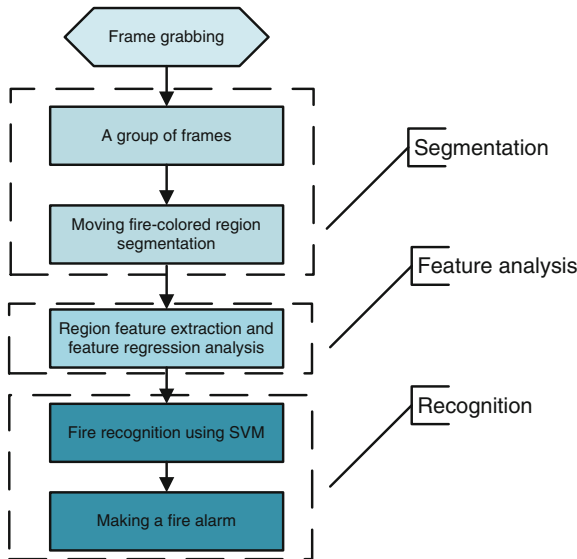 Frame grabbing
A group of frames
Segmentation
Moving fire-colored region
segmentation
Feature analysis
Region feature extraction and
feature regression analysis
Recognition
Fire recognition using SVM
Making a fire alarm